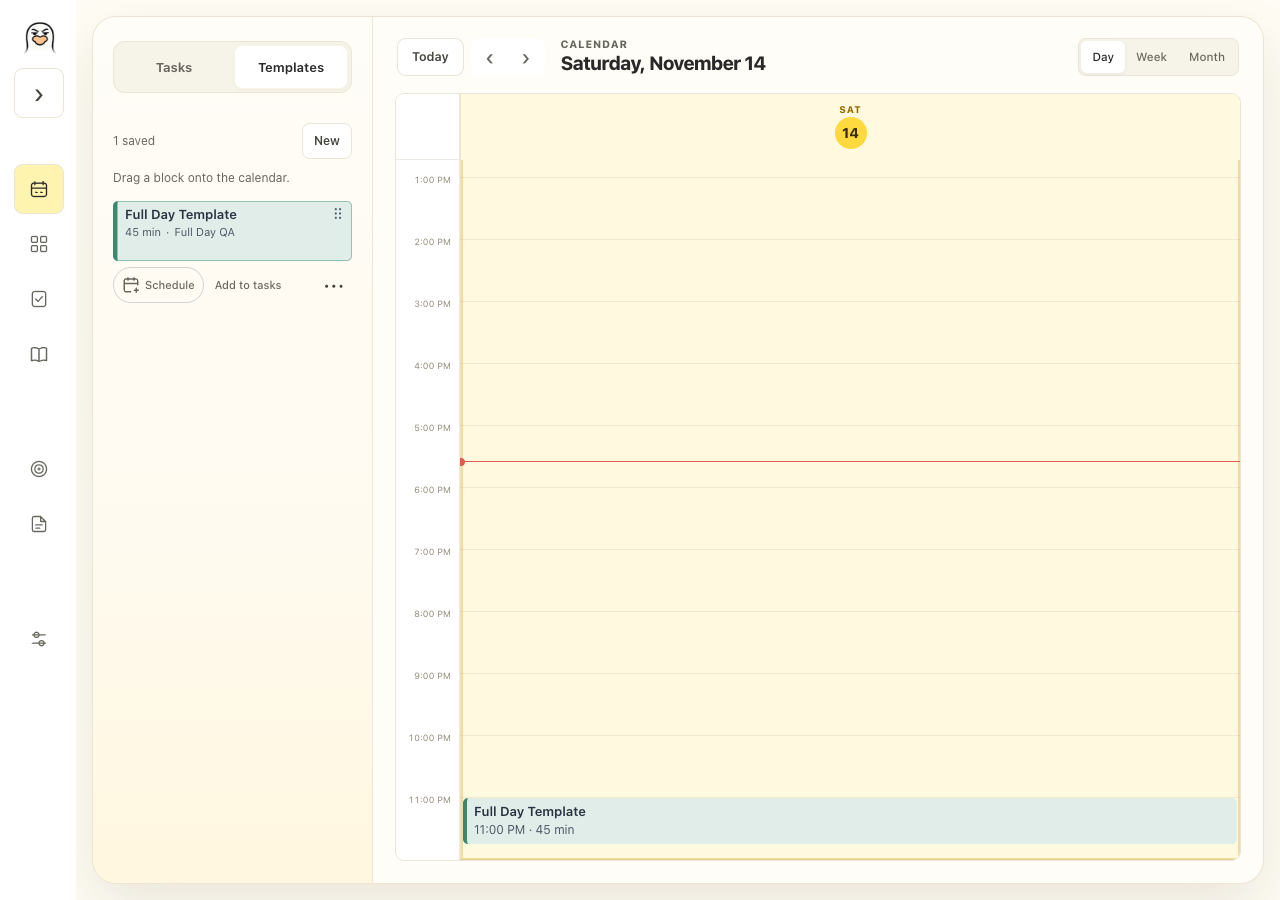 Tasks
Templates
1 saved
New
Drag a block onto the calendar.
Full Day Template
45 min · Full Day QA
Schedule
Add to tasks
Today
CALENDAR
Saturday, November 14
Day
Week
Month
SAT
14
1:00 PM
2:00 PM
3:00 PM
4:00 PM
5:00 PM
6:00 PM
7:00 PM
8:00 PM
9:00 PM
10:00 PM
11:00 PM
Full Day Template
11:00 PM · 45 min